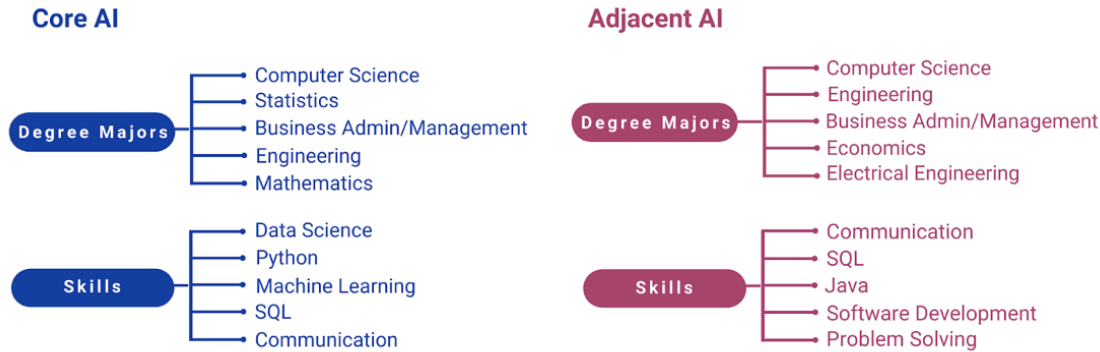 Core AI
Degree Majors
Computer Science
Statistics
Business Admin/Management
Engineering
Mathematics
Skills
Data Science
Python
Machine Learning
SQL
Communication
Adjacent AI
Degree Majors
Computer Science
Engineering
Business Admin/Management
Economics
Electrical Engineering
Skills
Communication
SQL
Java
Software Development
Problem Solving